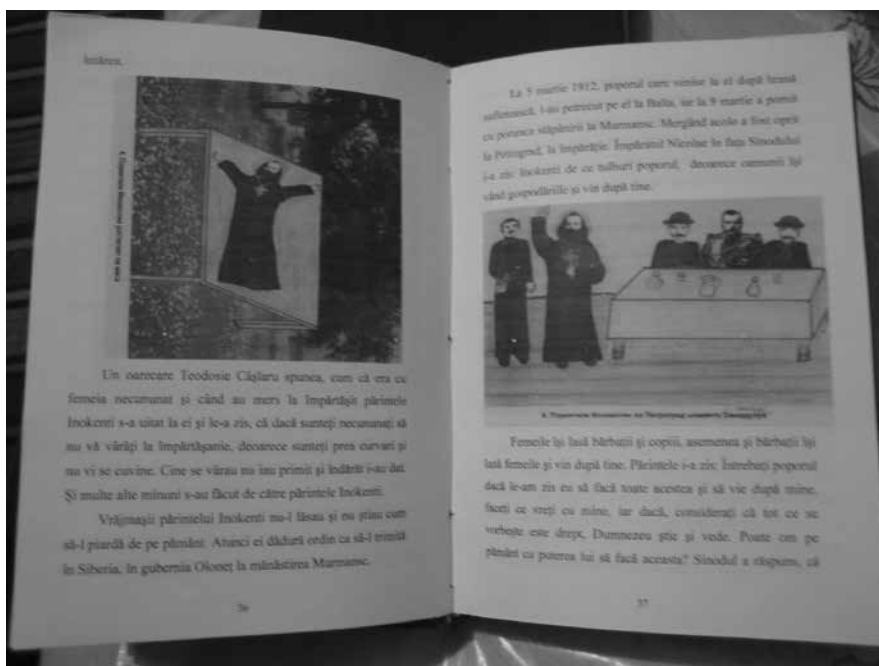 întărea.
Un oarecare Teodosie Câşlaru spunea, cum că era cu
femeia necununat şi când au mers la împărtăşit părintele
Inokenti s-a uitat la ei şi le-a zis, că dacă sunteţi necununaţi să
nu vă vârâţi la împărtăşanie, deoarece sunteţi prea curvari şi
nu vi se cuvine. Cine se vârau nu iau primit şi îndărăt i-au dat.
Şi multe alte minuni s-au făcut de către părintele Inokenti.
Vrăjmaşii părintelui Inokenti nu-l lăsau şi nu ştiau cum
să-l piardă de pe pământ. Atunci ei dădură ordin ca să-l trimită
în Siberia, în gubernia Oloneţ la mănăstirea Murmansc.
36
La 5 martie 1912, poporul care venise la el după hrană
sufletească, l-au petrecut pe el la Balta, iar la 9 martie a pornit
cu porunca stăpânirii la Murmansc. Mergând acolo a fost oprit
la Petrograd, la împărăţie. Împăratul Nicolae în faţa Sinodului
i-a zis: Inokenti de ce tulburi poporul, deoarece oamenii îşi
vând gospodăriile şi vin după tine.
Femeile îşi lasă bărbaţii şi copiii, asemenea şi bărbaţii îşi
lasă femeile şi vin după tine. Părintele i-a zis: Întrebaţi poporul
dacă le-am zis eu să facă toate acestea şi să vie după mine,
faceţi ce vreţi cu mine, iar dacă, consideraţi că tot ce se
vorbeşte este drept, Dumnezeu ştie şi vede. Poate om pe
pământ cu puterea lui să facă aceasta? Sinodul a răspuns, că
37